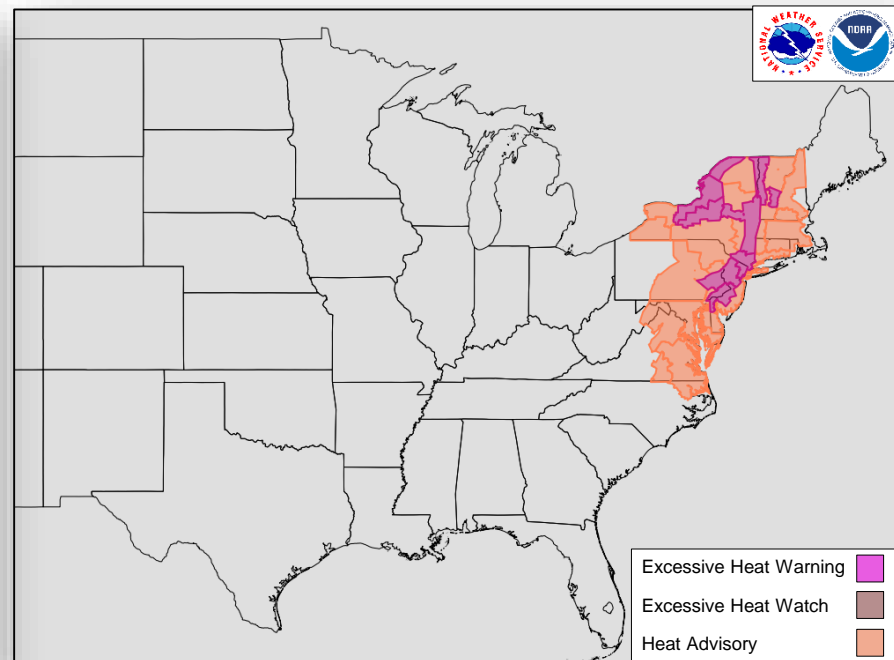 NATIONAL WEATHER SERVICE
NOAA
Excessive Heat Warning
Excessive Heat Watch
Heat Advisory